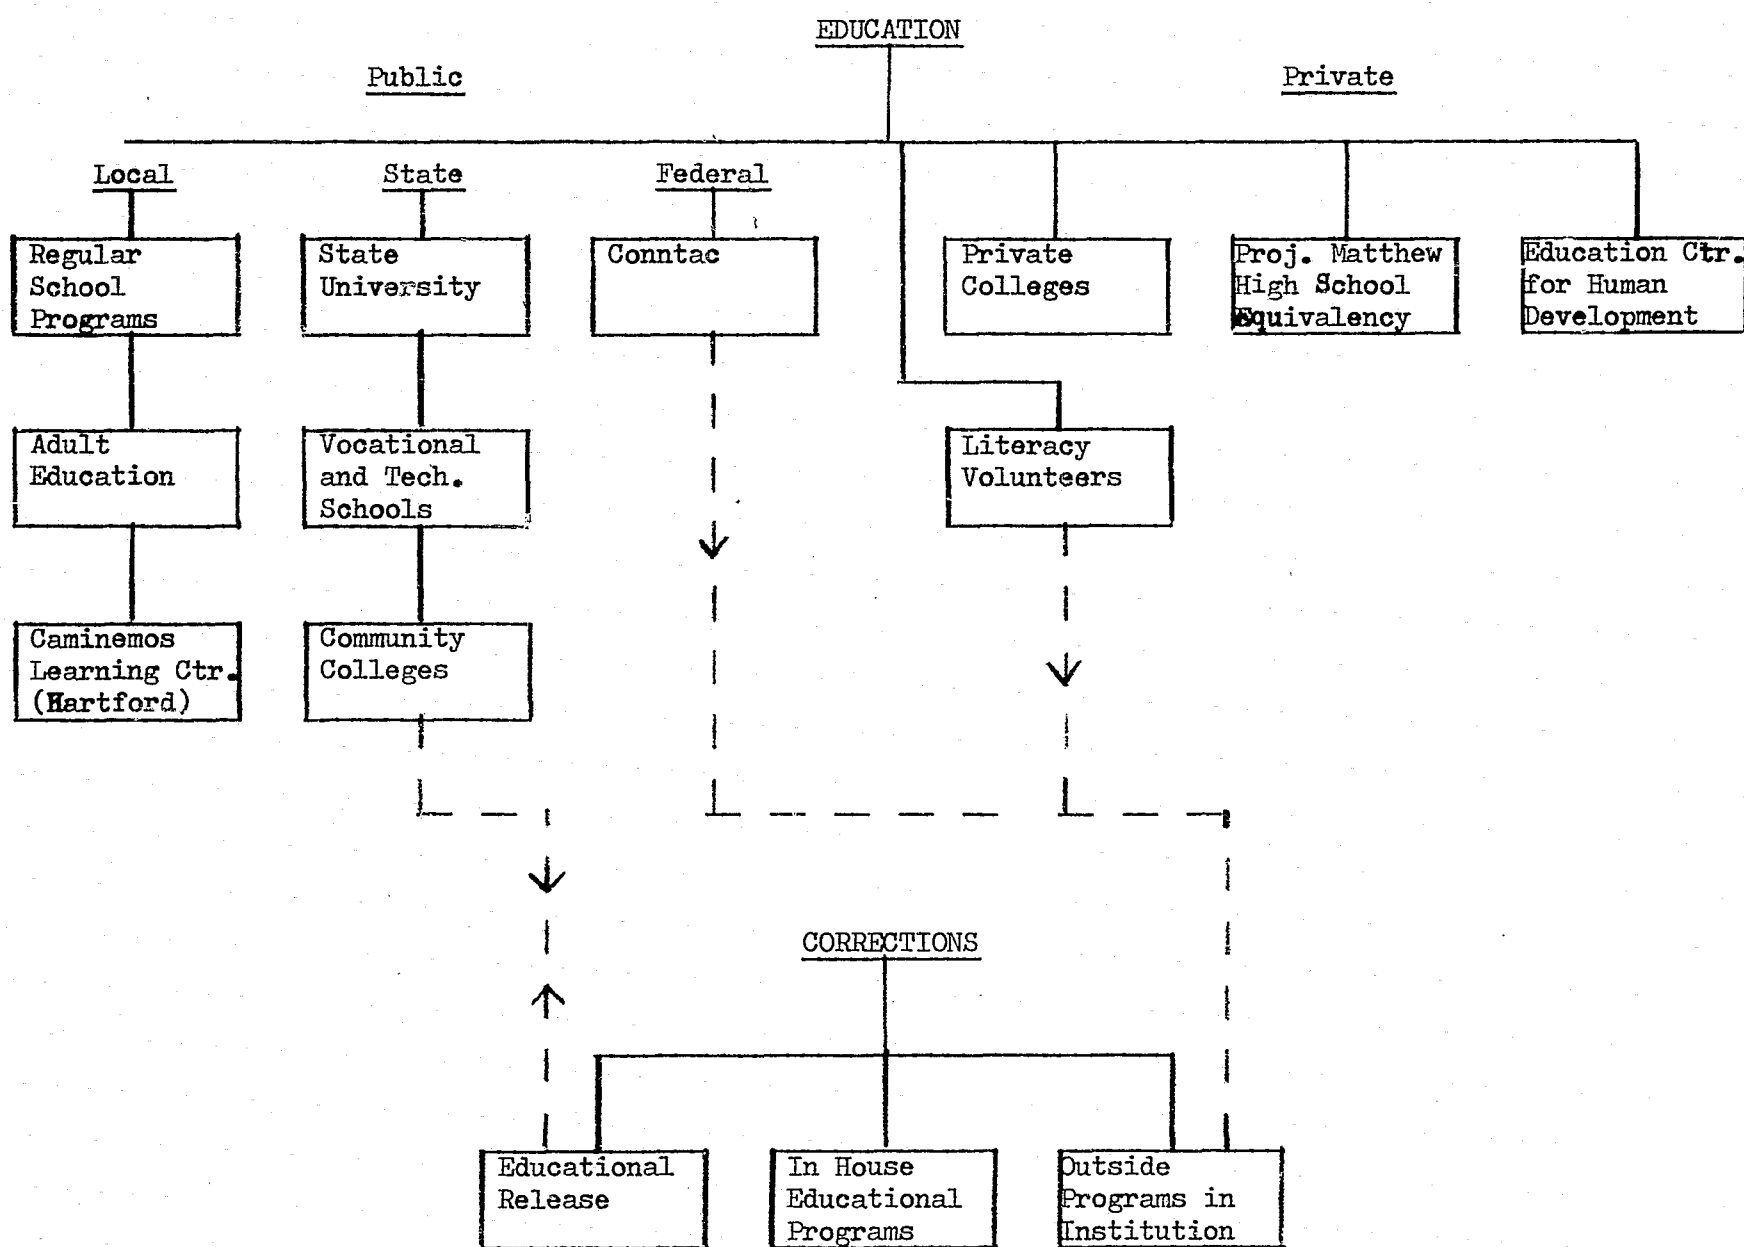 EDUCATION
Public
Private
Local
State
Federal
Regular
School
Programs
State
University
Conntac
Private
Colleges
Proj. Matthew
High School
Equivalency
Education Ctr.
for Human
Development
Adult
Education
Vocational
and Tech.
Schools
Literacy
Volunteers
Caminemos
Learning Ctr.
(Hartford)
Community
Colleges
CORRECTIONS
Educational
Release
In House
Educational
Programs
Outside
Programs in
Institution